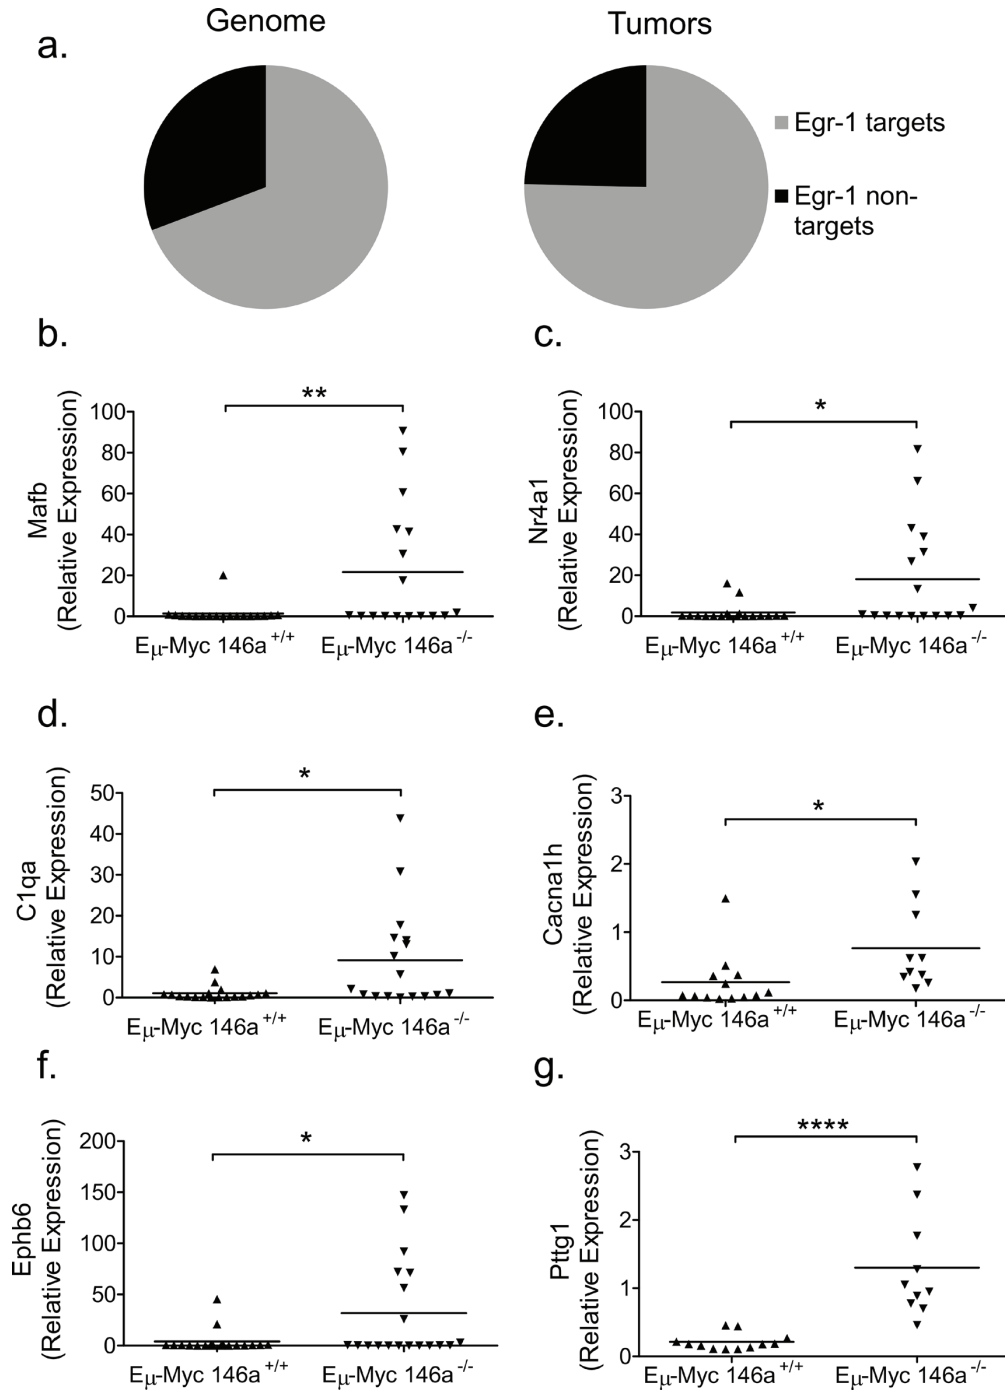 a.
Genome
Tumors
Egr-1 targets
Egr-1 non-
targets
b.
Mafb
(Relative Expression)
100
80
60
40
20
0
**
Eμ-Myc 146a+/+
Eμ-Myc 146a-/-
c.
Nr4a1
(Relative Expression)
100
80
60
40
20
0
*
Eμ-Myc 146a+/+
Eμ-Myc 146a-/-
d.
C1qa
(Relative Expression)
50
40
30
20
10
0
*
Eμ-Myc 146a+/+
Eμ-Myc 146a-/-
e.
Cacna1h
(Relative Expression)
3
2
1
0
*
Eμ-Myc 146a+/+
Eμ-Myc 146a-/-
f.
Ephb6
(Relative Expression)
200
150
100
50
0
*
Eμ-Myc 146a+/+
Eμ-Myc 146a-/-
g.
Pttg1
(Relative Expression)
3
2
1
0
****
Eμ-Myc 146a+/+
Eμ-Myc 146a-/-